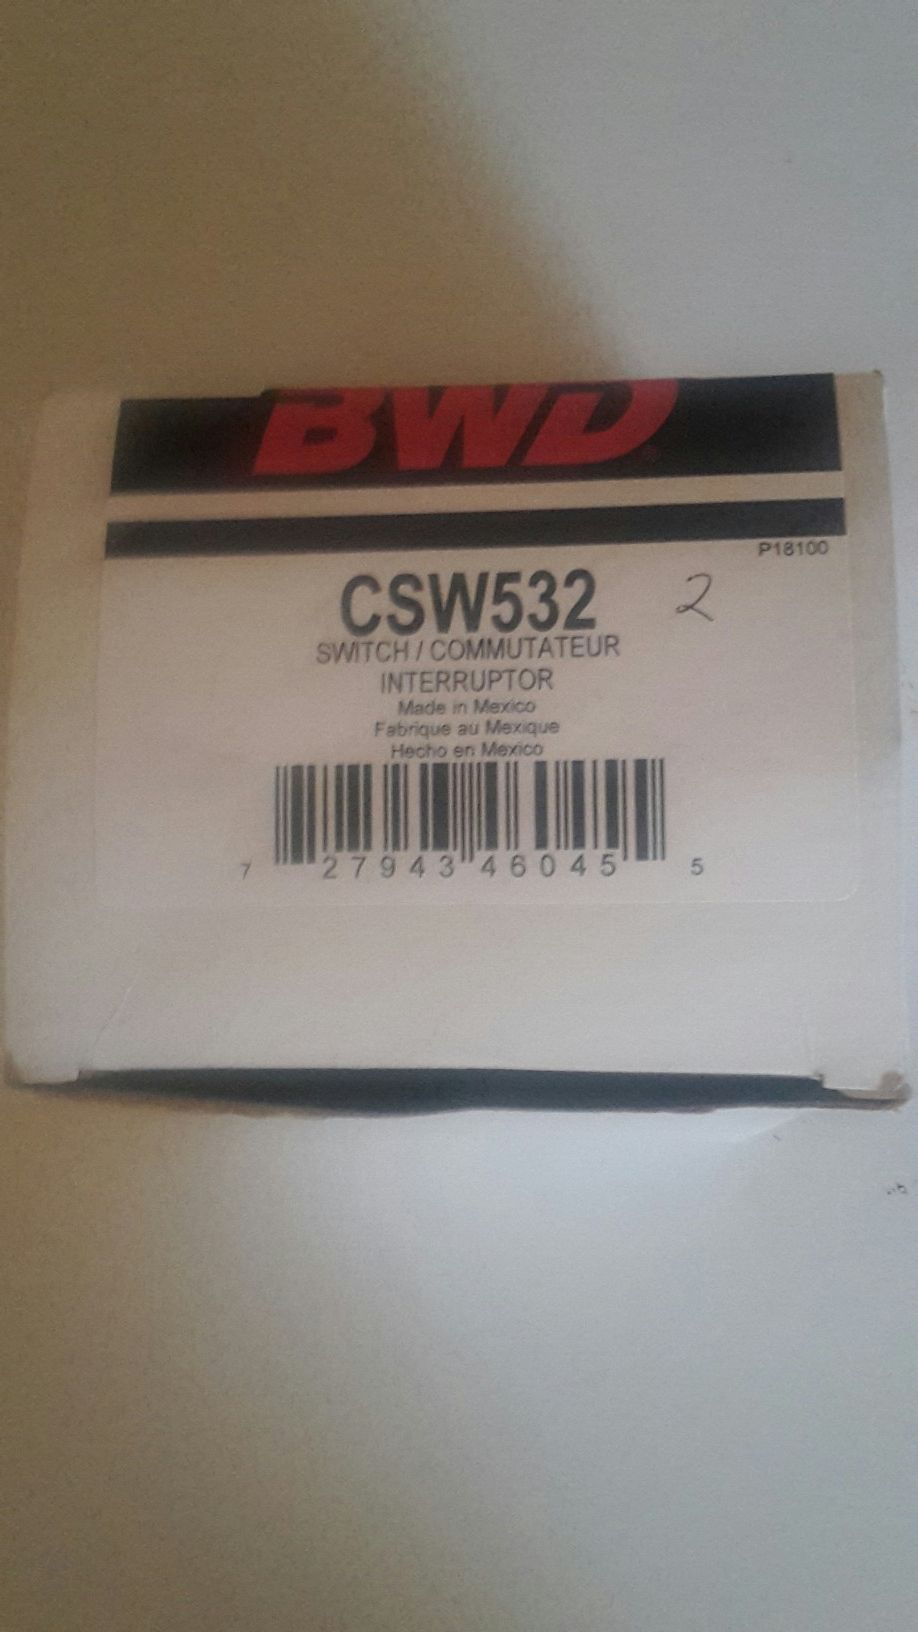 BWD
P18100
CSW532 2
SWITCH / COMMUTATEUR
INTERRUPTOR
Made in Mexico
Fabrique au Mexique
Hecho en Mexico
7 27943 46045 5